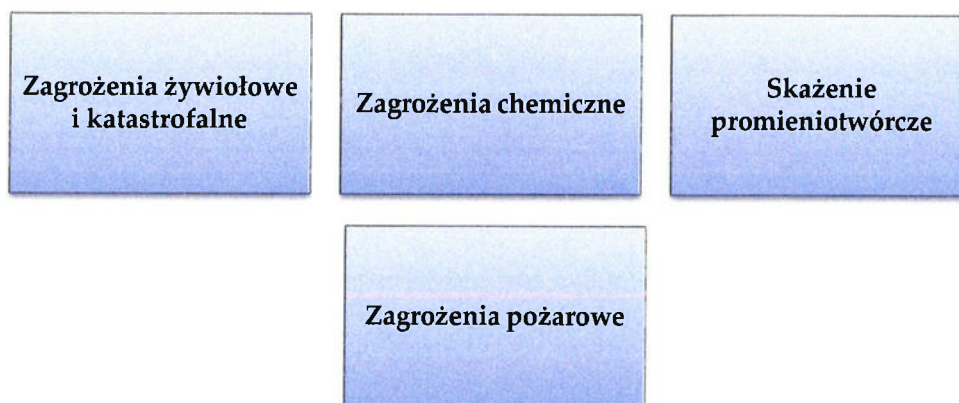 Zagrożenia żywiołowe
i katastrofalne
Zagrożenia chemiczne
Skażenie
promieniotwórcze
Zagrożenia pożarowe